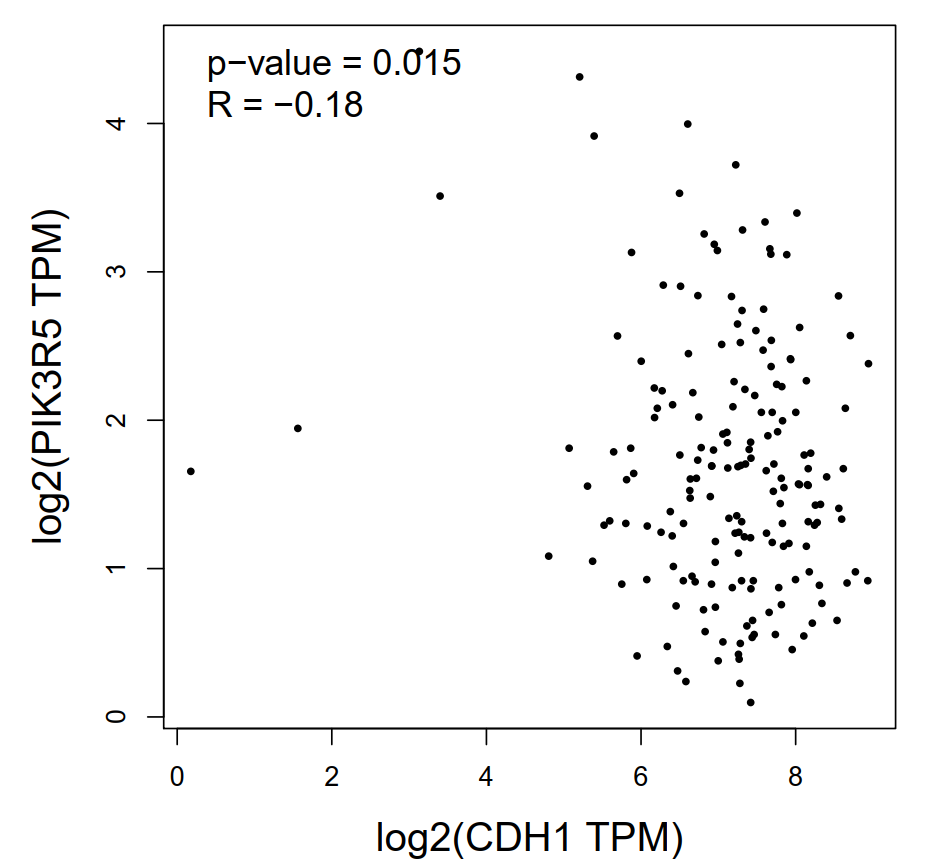 p−value = 0.015
R = −0.18
4
3
2
1
0
log2(PIK3R5 TPM)
0 2 4 6 8
log2(CDH1 TPM)